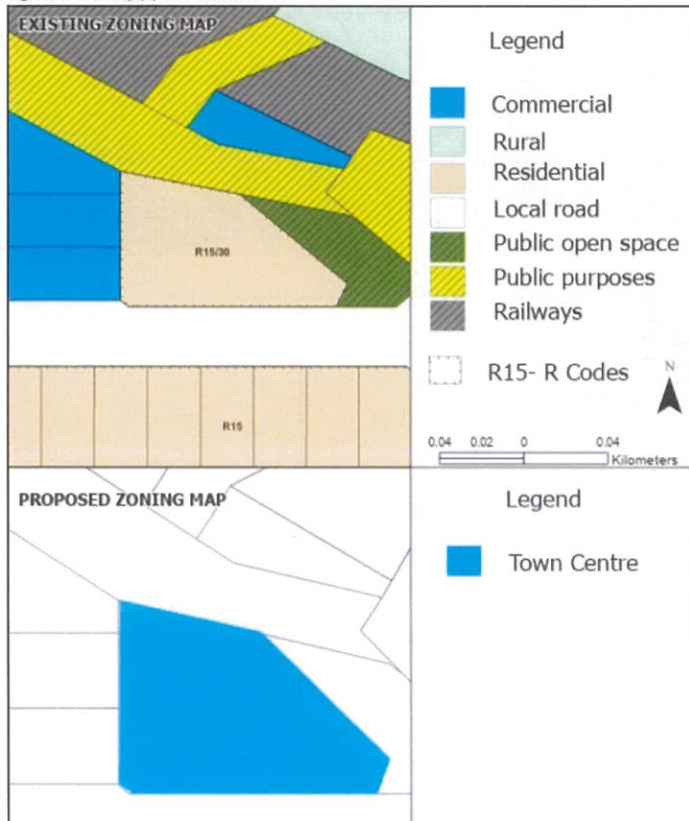 EXISTING ZONING MAP
R15/30
R15
Legend
Commercial
Rural
Residential
Local road
Public open space
Public purposes
Railways
R15- R Codes
N
0.04 0.02 0 0.04
Kilometers
PROPOSED ZONING MAP
Legend
Town Centre